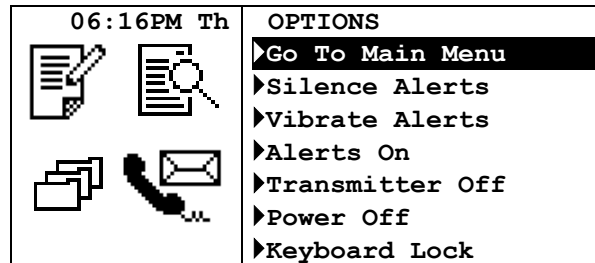 06:16PM Th
OPTIONS
Go To Main Menu
Silence Alerts
Vibrate Alerts
Alerts On
Transmitter Off
Power Off
Keyboard Lock